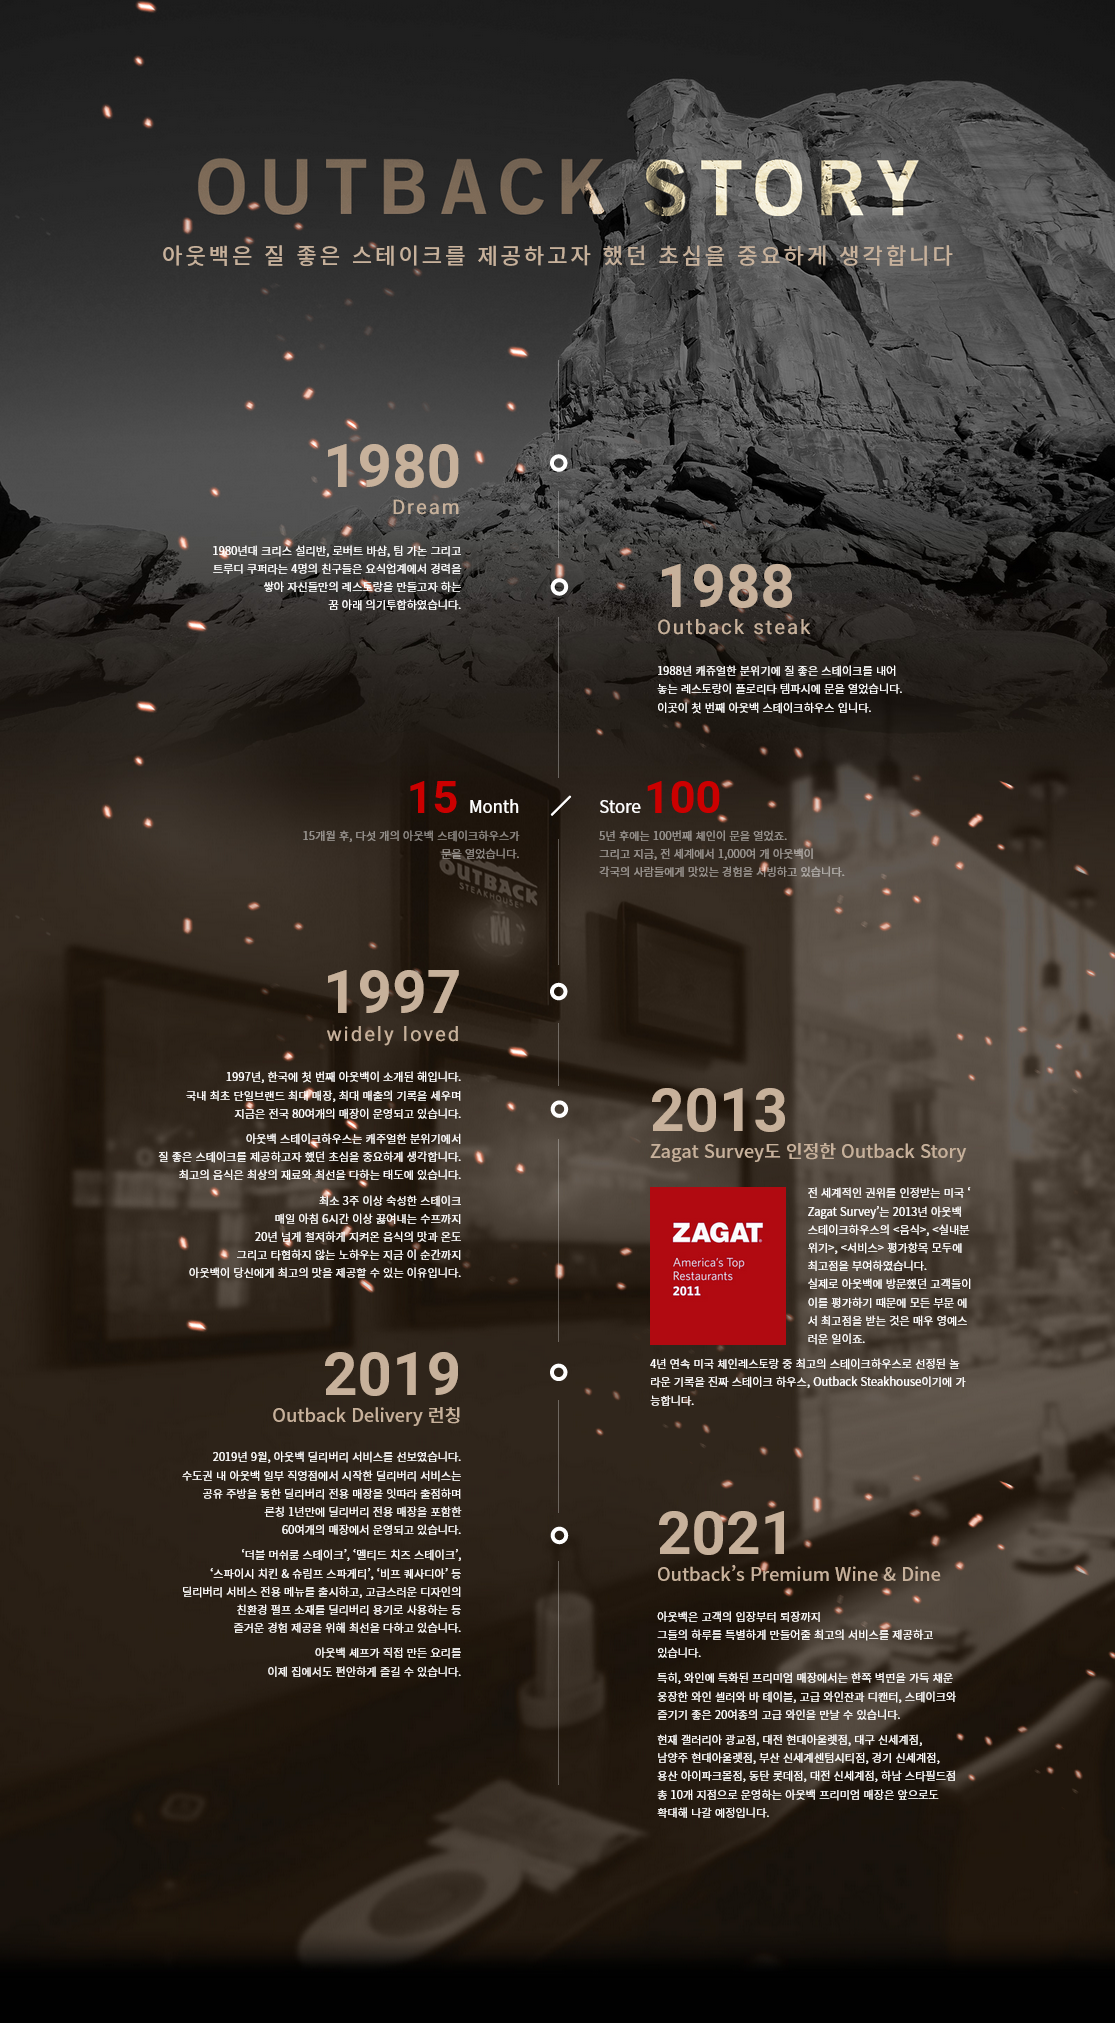 OUTBACK STORY
아웃백은 질 좋은 스테이크를 제공하고자 했던 초심을 중요하게 생각합니다
1980
Dream
1980년대 크리스 설리반, 로버트 바샴, 팀 가논 그리고
트루디 쿠퍼라는 4명의 친구들은 요식업계에서 경력을
쌓아 자신들만의 레스토랑을 만들고자 하는
꿈 아래 의기투합하였습니다.
1988
Outback steak
1988년 캐쥬얼한 분위기에 질 좋은 스테이크를 내어
놓는 레스토랑이 플로리다 템파시에 문을 열었습니다.
이곳이 첫 번째 아웃백 스테이크하우스 입니다.
15 Month
15개월 후, 다섯 개의 아웃백 스테이크하우스가
문을 열었습니다.
Store 100
5년 후에는 100번째 체인이 문을 열었죠.
그리고 지금, 전 세계에서 1,000여 개 아웃백이
각국의 사람들에게 맛있는 경험을 서빙하고 있습니다.
OUTBACK
STEAKHOUSE
1997
widely loved
1997년, 한국에 첫 번째 아웃백이 소개된 해입니다.
국내 최초 단일브랜드 최대 매장, 최대 매출의 기록을 세우며
지금은 전국 80여개의 매장이 운영되고 있습니다.
아웃백 스테이크하우스는 캐주얼한 분위기에서
질 좋은 스테이크를 제공하고자 했던 초심을 중요하게 생각합니다.
최고의 음식은 최상의 재료와 최선을 다하는 태도에 있습니다.
최소 3주 이상 숙성한 스테이크
매일 아침 6시간 이상 끓여내는 수프까지
20년 넘게 철저하게 지켜온 음식의 맛과 온도
그리고 타협하지 않는 노하우는 지금 이 순간까지
아웃백이 당신에게 최고의 맛을 제공할 수 있는 이유입니다.
2013
Zagat Survey도 인정한 Outback Story
ZAGAT
America's Top
Restaurants
2011
전 세계적인 권위를 인정받는 미국 ‘
Zagat Survey’는 2013년 아웃백
스테이크하우스의 <음식>, <실내분
위기>, <서비스> 평가항목 모두에
최고점을 부여하였습니다.
실제로 아웃백에 방문했던 고객들이
이를 평가하기 때문에 모든 부문 에
서 최고점을 받는 것은 매우 영예스
러운 일이죠.
4년 연속 미국 체인레스토랑 중 최고의 스테이크하우스로 선정된 놀
라운 기록을 진짜 스테이크 하우스, Outback Steakhouse이기에 가
능합니다.
2019
Outback Delivery 런칭
2019년 9월, 아웃백 딜리버리 서비스를 선보였습니다.
수도권 내 아웃백 일부 직영점에서 시작한 딜리버리 서비스는
공유 주방을 통한 딜리버리 전용 매장을 잇따라 출점하며
론칭 1년만에 딜리버리 전용 매장을 포함한
60여개의 매장에서 운영되고 있습니다.
‘더블 머쉬룸 스테이크’, ‘멜티드 치즈 스테이크’,
‘스파이시 치킨 & 슈림프 스파게티’, ‘비프 퀘사디아’ 등
딜리버리 서비스 전용 메뉴를 출시하고, 고급스러운 디자인의
친환경 펄프 소재를 딜리버리 용기로 사용하는 등
즐거운 경험 제공을 위해 최선을 다하고 있습니다.
아웃백 셰프가 직접 만든 요리를
이제 집에서도 편안하게 즐길 수 있습니다.
2021
Outback’s Premium Wine & Dine
아웃백은 고객의 입장부터 퇴장까지
그들의 하루를 특별하게 만들어줄 최고의 서비스를 제공하고
있습니다.
특히, 와인에 특화된 프리미엄 매장에서는 한쪽 벽면을 가득 채운
웅장한 와인 셀러와 바 테이블, 고급 와인잔과 디캔터, 스테이크와
즐기기 좋은 20여종의 고급 와인을 만날 수 있습니다.
현재 갤러리아 광교점, 대전 현대아울렛점, 대구 신세계점,
남양주 현대아울렛점, 부산 신세계센텀시티점, 경기 신세계점,
용산 아이파크몰점, 동탄 롯데점, 대전 신세계점, 하남 스타필드점
총 10개 지점으로 운영하는 아웃백 프리미엄 매장은 앞으로도
확대해 나갈 예정입니다.